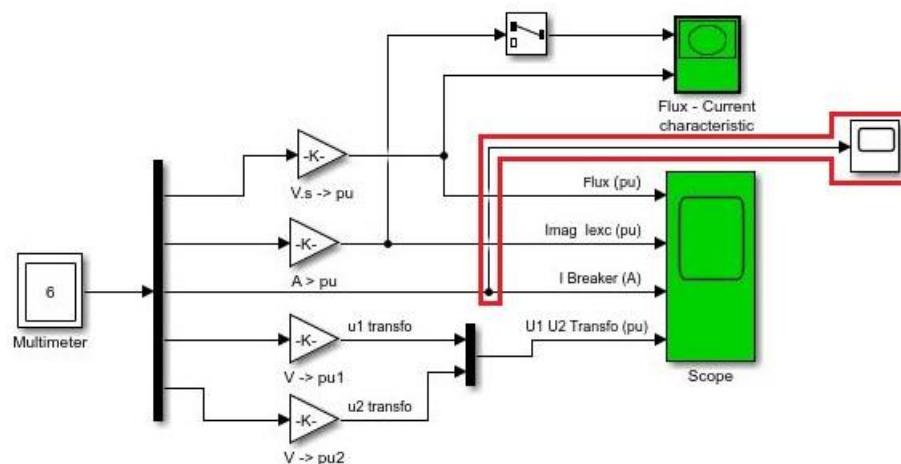 Flux - Current
characteristic
-K-
V.s -> pu
Flux (pu)
-K-
A > pu
Imag Iexc (pu)
6
Multimeter
I Breaker (A)
-K-
u1 transfo
V -> pu1
U1 U2 Transfo (pu)
Scope
-K-
u2 transfo
V -> pu2